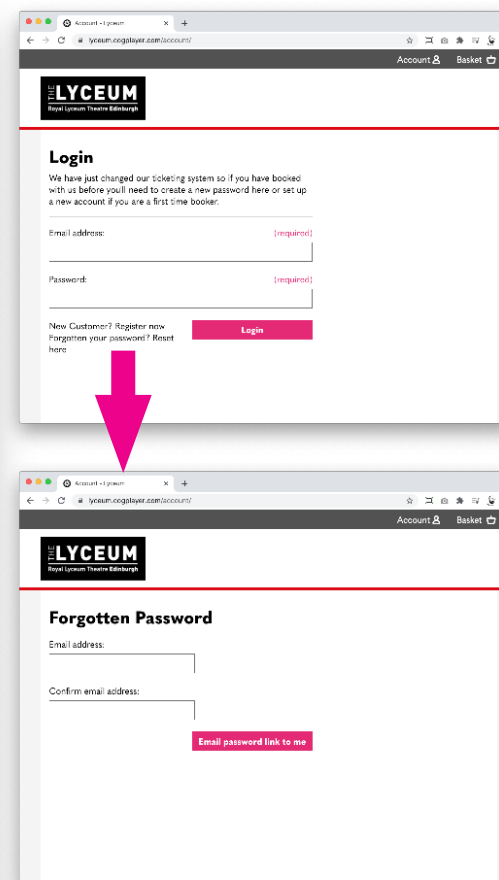 Account - Lyceum
lyceum.cogplayer.com/account/
Account Basket
THE LYCEUM
Royal Lyceum Theatre Edinburgh
Login
We have just changed our ticketing system so if you have booked
with us before youll need to create a new password here or set up
a new account if you are a first time booker.
Email address: (required)
Password: (required)
New Customer? Register now
Forgotten your password? Reset
here
Login
Account - Lyceum
lyceum.cogplayer.com/account/
Account Basket
THE LYCEUM
Royal Lyceum Theatre Edinburgh
Forgotten Password
Email address:
Confirm email address:
Email password link to me